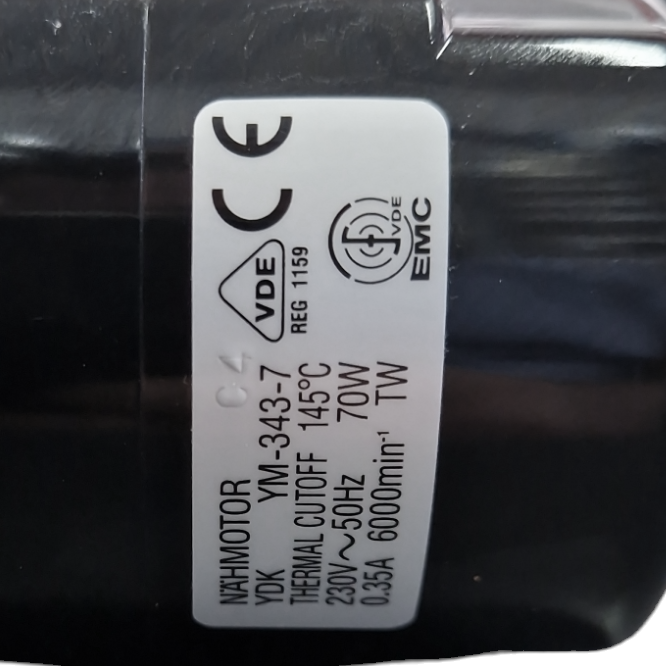 NÄHMOTOR
YDK YM-343-7
THERMAL CUTOFF 145°C
230V~50Hz 70W
0.35A 6000min⁻¹ TW
C4
VDE
REG 1159
CE
VDE
EMC